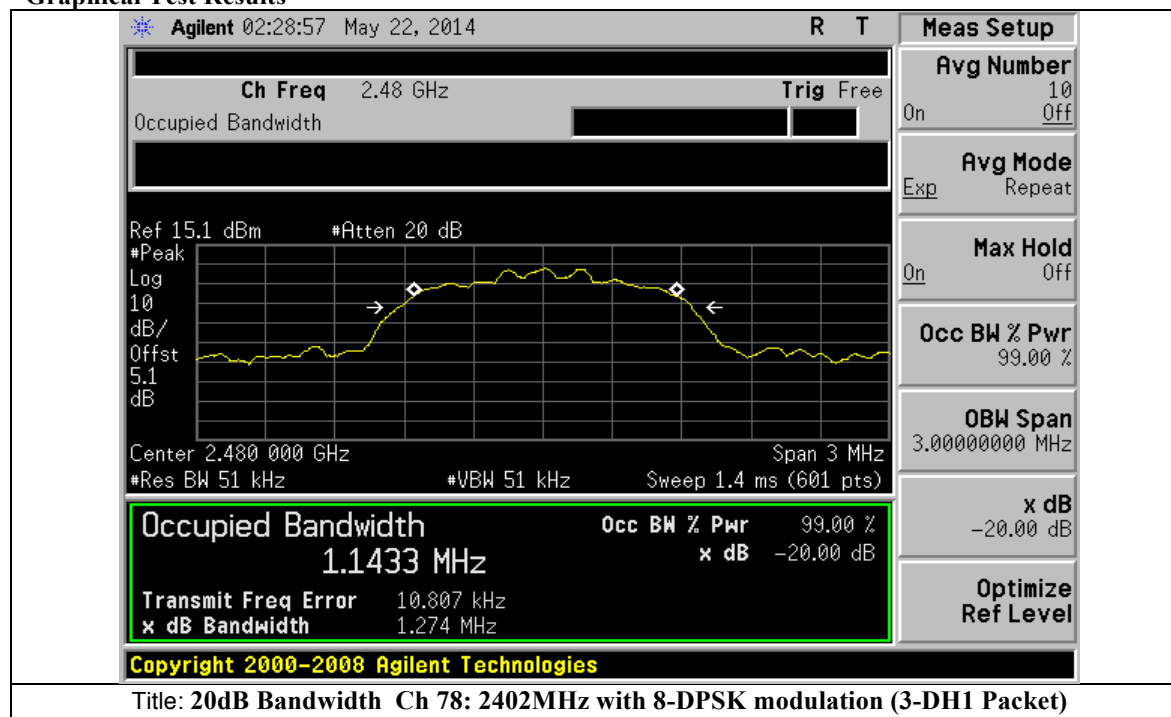 Graphical Test Results
Agilent 02:28:57 May 22, 2014 R T
Ch Freq 2.48 GHz Trig Free
Occupied Bandwidth
Ref 15.1 dBm #Atten 20 dB
#Peak
Log
10
dB/
Offst
5.1
dB
Center 2.480 000 GHz Span 3 MHz
#Res BW 51 kHz #VBW 51 kHz Sweep 1.4 ms (601 pts)
Occupied Bandwidth Occ BW % Pwr 99.00 %
1.1433 MHz x dB -20.00 dB
Transmit Freq Error 10.807 kHz
x dB Bandwidth 1.274 MHz
Copyright 2000-2008 Agilent Technologies
Meas Setup
Avg Number
10
On Off
Avg Mode
Exp Repeat
Max Hold
On Off
Occ BW % Pwr
99.00 %
OBW Span
3.00000000 MHz
x dB
-20.00 dB
Optimize
Ref Level
Title: 20dB Bandwidth Ch 78: 2402MHz with 8-DPSK modulation (3-DH1 Packet)